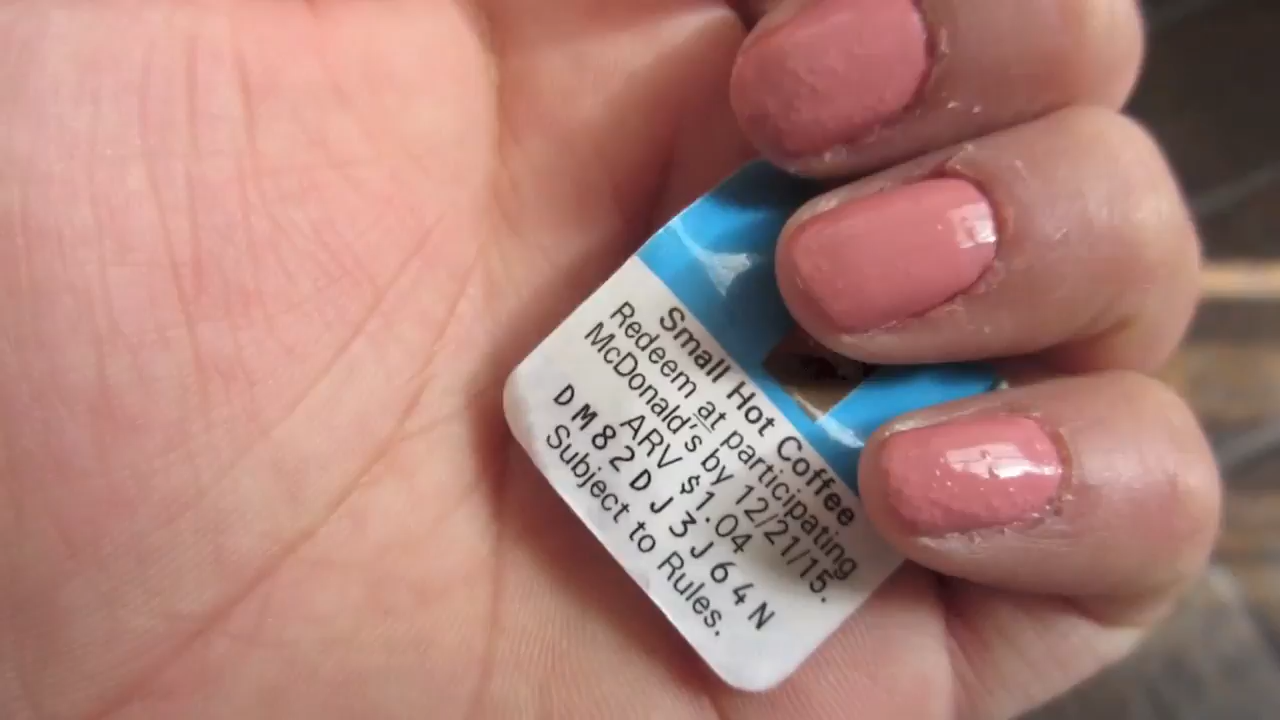 Small Hot Coffee
Redeem at participating
McDonald's by 12/21/15.
ARV $1.04
DM82DJ3J64N
Subject to Rules.